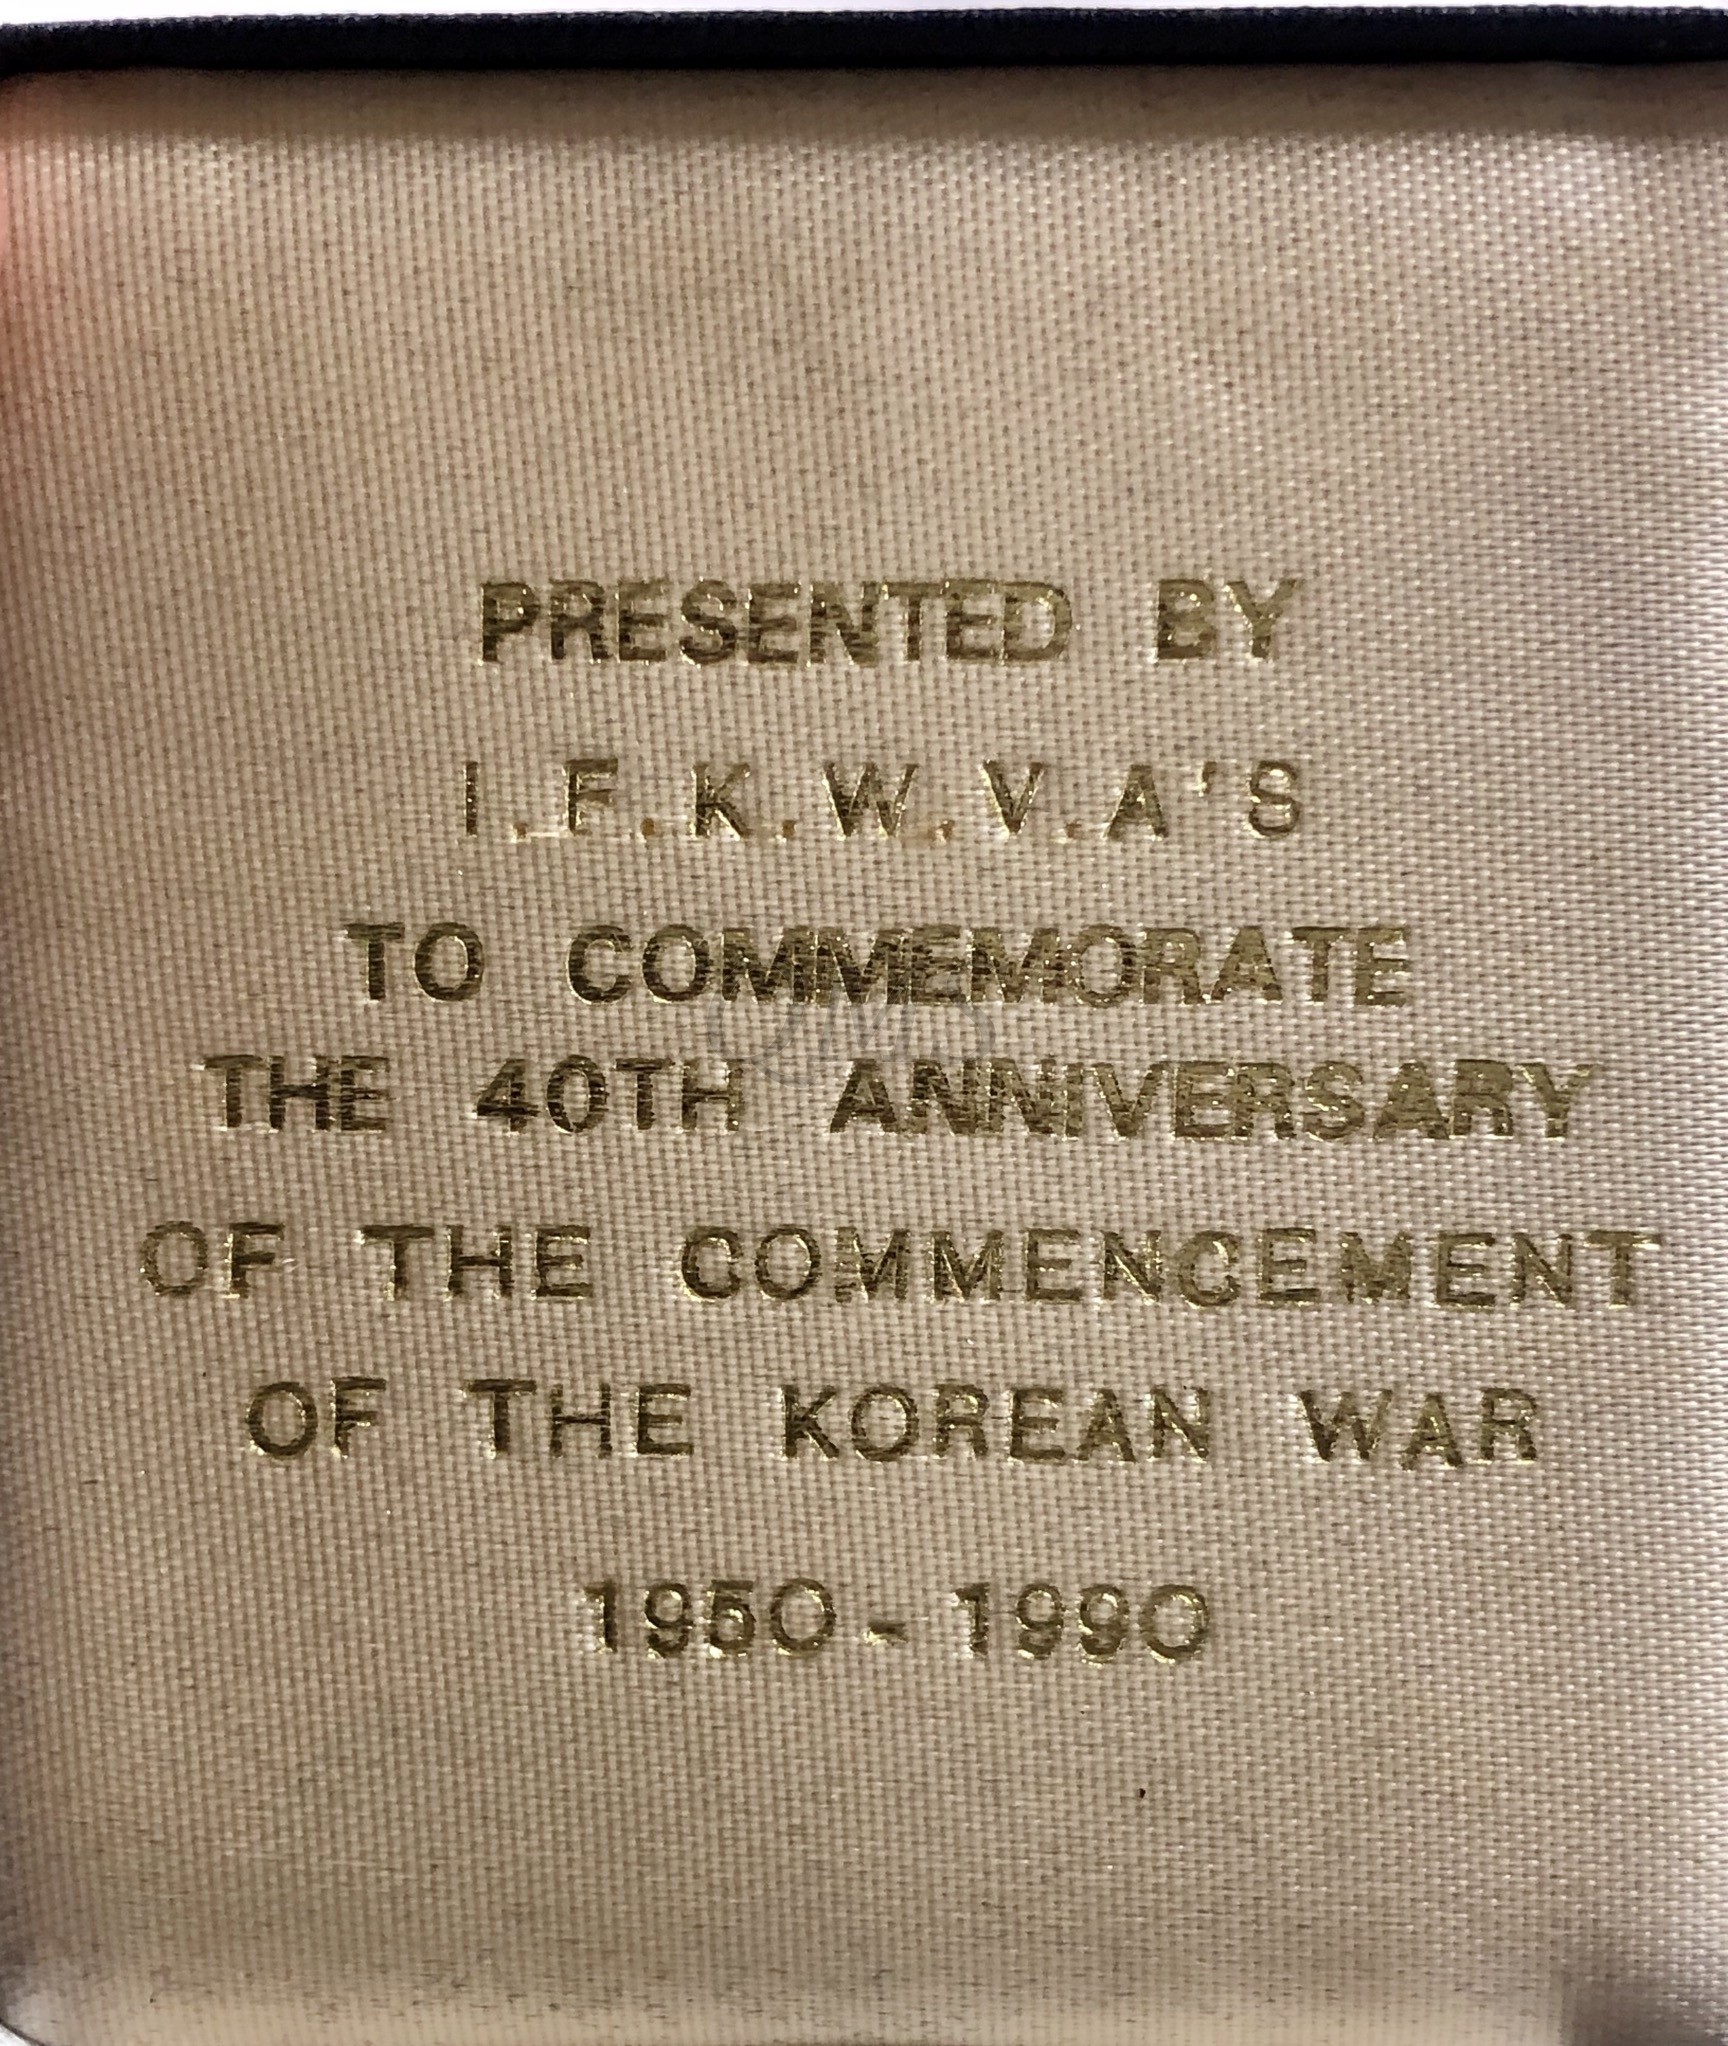 PRESENTED BY
I.F.K.W.V.A'S
TO COMMEMORATE
THE 40TH ANNIVERSARY
OF THE COMMENCEMENT
OF THE KOREAN WAR
1950 - 1990